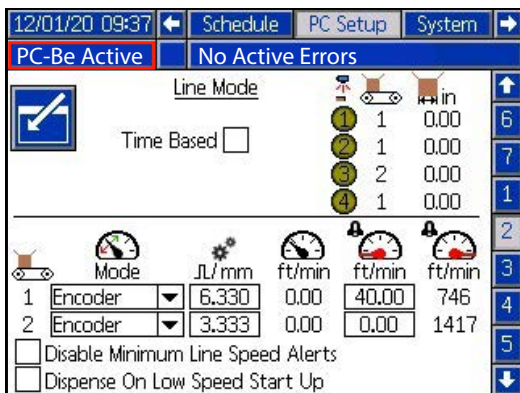 12/01/20 09:37 Schedule PC Setup System
PC-Be Active No Active Errors
Line Mode
in
Time Based
1 1 0.00
2 1 0.00
3 2 0.00
4 1 0.00
6
7
1
2
3
4
5
Mode ⎍/mm ft/min ft/min ft/min
1 Encoder 6.330 0.00 40.00 746
2 Encoder 3.333 0.00 0.00 1417
Disable Minimum Line Speed Alerts
Dispense On Low Speed Start Up